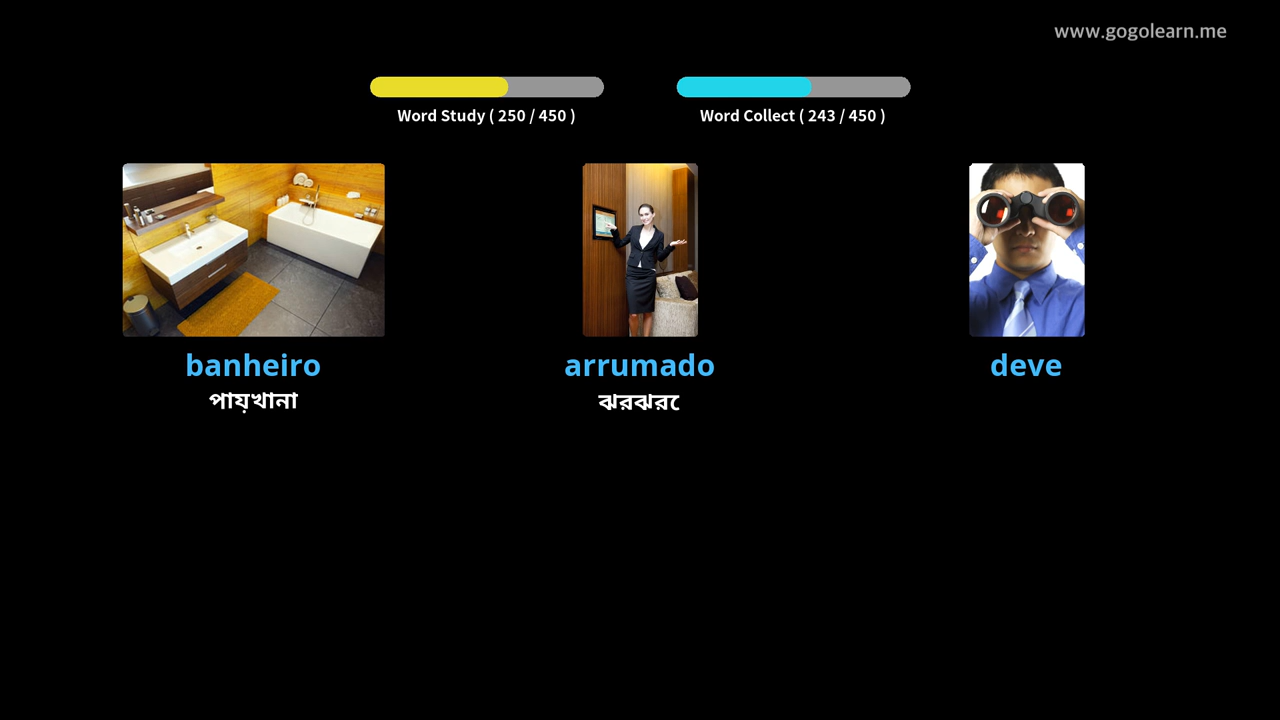 www.gogolearn.me
Word Study ( 250 / 450 )
Word Collect ( 243 / 450 )
banheiro
arrumado
deve
পায়খানা
ঝরঝরে